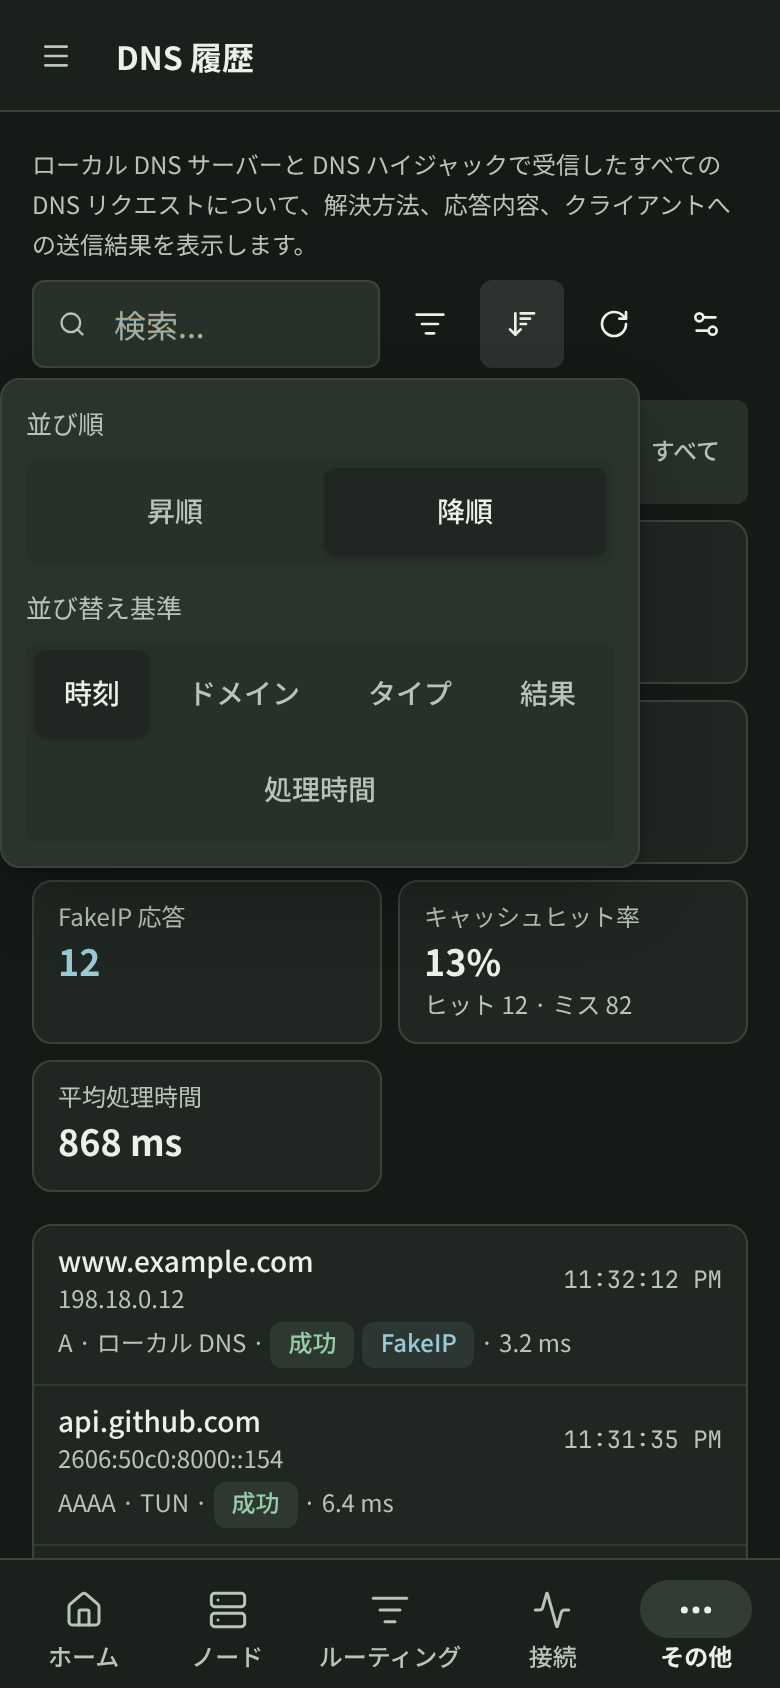 DNS 履歴
ローカル DNS サーバーと DNS ハイジャックで受信したすべての
DNS リクエストについて、解決方法、応答内容、クライアントへ
の送信結果を表示します。
検索...
並び順
すべて
昇順
降順
並び替え基準
時刻
ドメイン
タイプ
結果
処理時間
FakeIP 応答
12
キャッシュヒット率
13%
ヒット 12 · ミス 82
平均処理時間
868 ms
www.example.com
11:32:12 PM
198.18.0.12
A · ローカル DNS · 成功 FakeIP · 3.2 ms
api.github.com
11:31:35 PM
2606:50c0:8000::154
AAAA · TUN · 成功 · 6.4 ms
ホーム
ノード
ルーティング
接続
その他